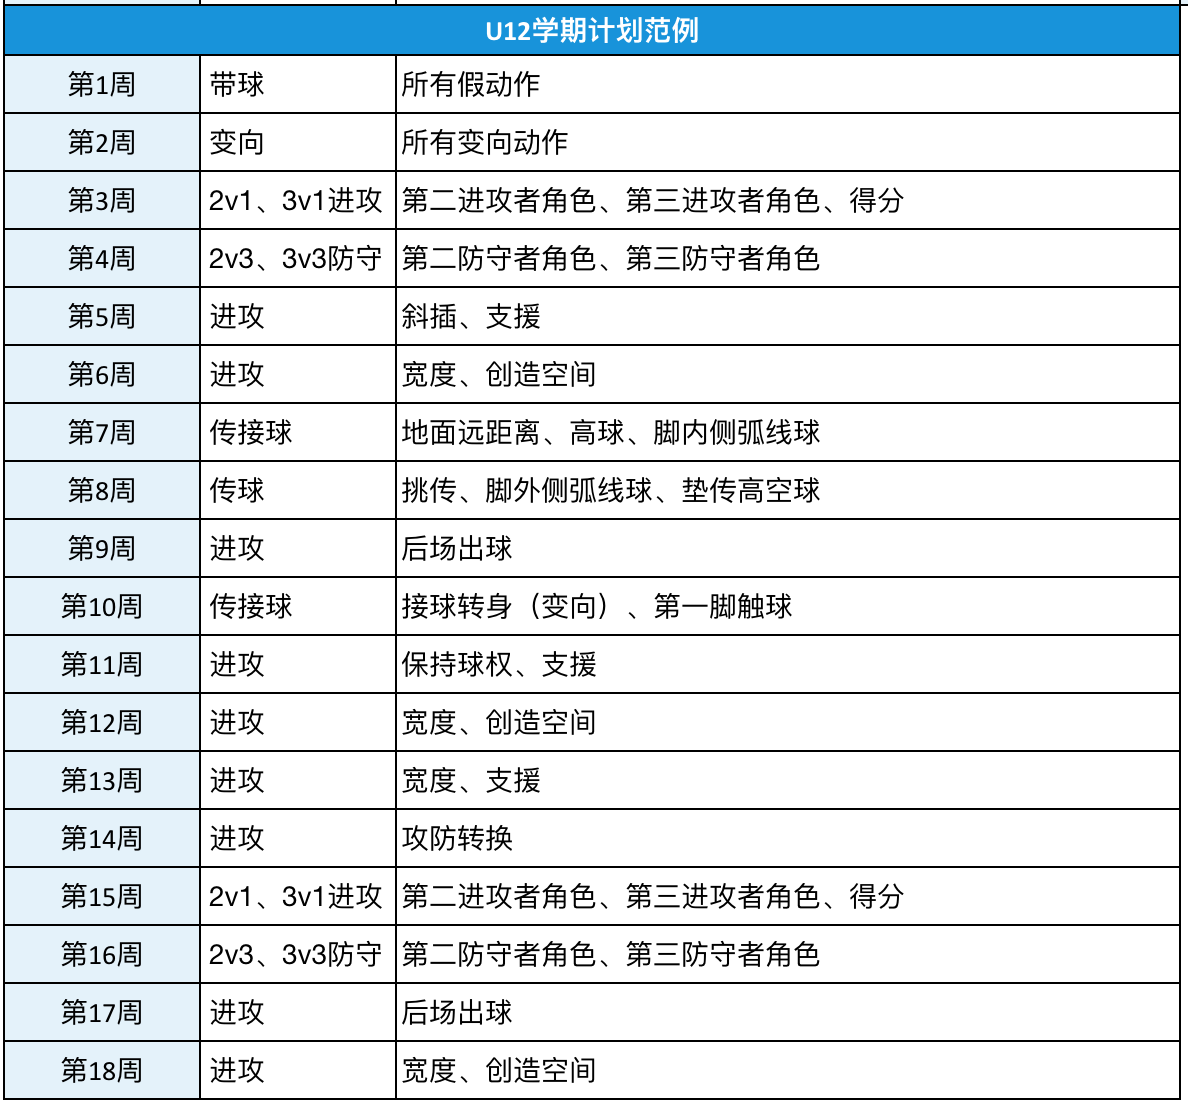 U12学期计划范例
第1周 带球 所有假动作
第2周 变向 所有变向动作
第3周 2v1、3v1进攻 第二进攻者角色、第三进攻者角色、得分
第4周 2v3、3v3防守 第二防守者角色、第三防守者角色
第5周 进攻 斜插、支援
第6周 进攻 宽度、创造空间
第7周 传接球 地面远距离、高球、脚内侧弧线球
第8周 传球 挑传、脚外侧弧线球、垫传高空球
第9周 进攻 后场出球
第10周 传接球 接球转身（变向）、第一脚触球
第11周 进攻 保持球权、支援
第12周 进攻 宽度、创造空间
第13周 进攻 宽度、支援
第14周 进攻 攻防转换
第15周 2v1、3v1进攻 第二进攻者角色、第三进攻者角色、得分
第16周 2v3、3v3防守 第二防守者角色、第三防守者角色
第17周 进攻 后场出球
第18周 进攻 宽度、创造空间